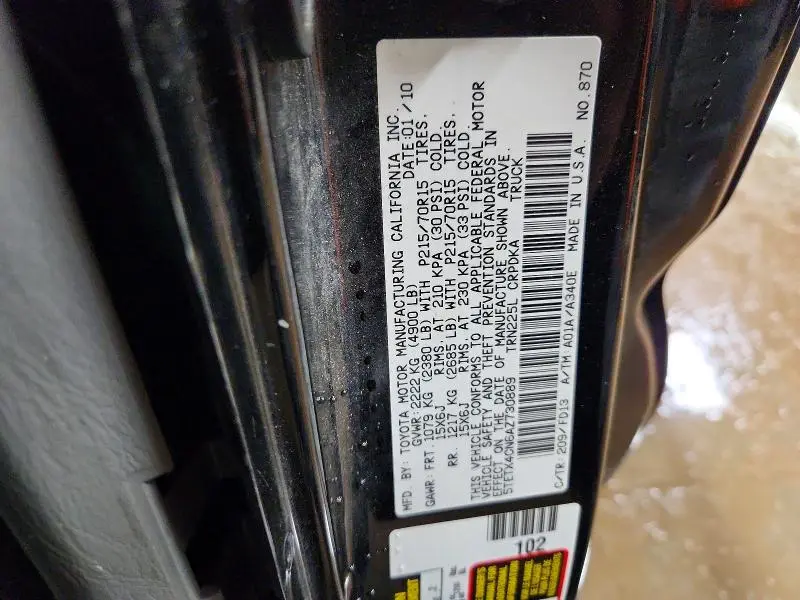 MFD. BY: TOYOTA MOTOR MANUFACTURING CALIFORNIA INC.
GVWR: 2222 KG (4900 LB) DATE: 01/10
GAWR: FRT. 1079 KG (2380 LB) WITH P215/70R15 TIRES,
15X6J RIMS, AT 210 KPA (30 PSI) COLD.
RR. 1217 KG (2685 LB) WITH P215/70R15 TIRES,
15X6J RIMS, AT 230 KPA (33 PSI) COLD.
THIS VEHICLE CONFORMS TO ALL APPLICABLE FEDERAL MOTOR
VEHICLE SAFETY AND THEFT PREVENTION STANDARDS IN
EFFECT ON THE DATE OF MANUFACTURE SHOWN ABOVE.
5TETX4CN6AZ730889 TRN225L CRPDKA TRUCK
C/TR: 209/FD13 A/TM A01A/A340E MADE IN U.S.A. NO.870
102